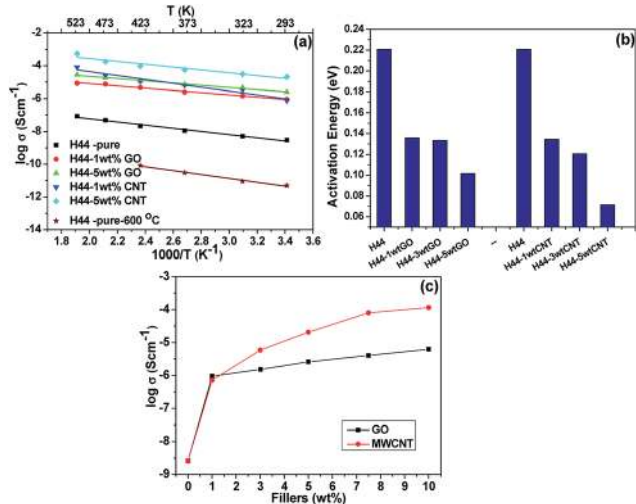 T (K)
523 473 423 373 323 293
(a)
-2
-4
-6
-8
-10
-12
-14
log σ (Scm⁻¹)
H44 -pure
H44-1wt% GO
H44-5wt% GO
H44-1wt% CNT
H44-5wt% CNT
H44 -pure-600 °C
1.8 2.0 2.2 2.4 2.6 2.8 3.0 3.2 3.4 3.6
1000/T (K⁻¹)
(b)
0.24
0.22
0.20
0.18
0.16
0.14
0.12
0.10
0.08
0.06
Activation Energy (eV)
H44
H44-1wtGO
H44-3wtGO
H44-5wtGO
--
H44
H44-1wtCNT
H44-3wtCNT
H44-5wtCNT
(c)
-3
-4
-5
-6
-7
-8
-9
log σ (Scm⁻¹)
GO
MWCNT
0 1 2 3 4 5 6 7 8 9 10
Fillers (wt%)